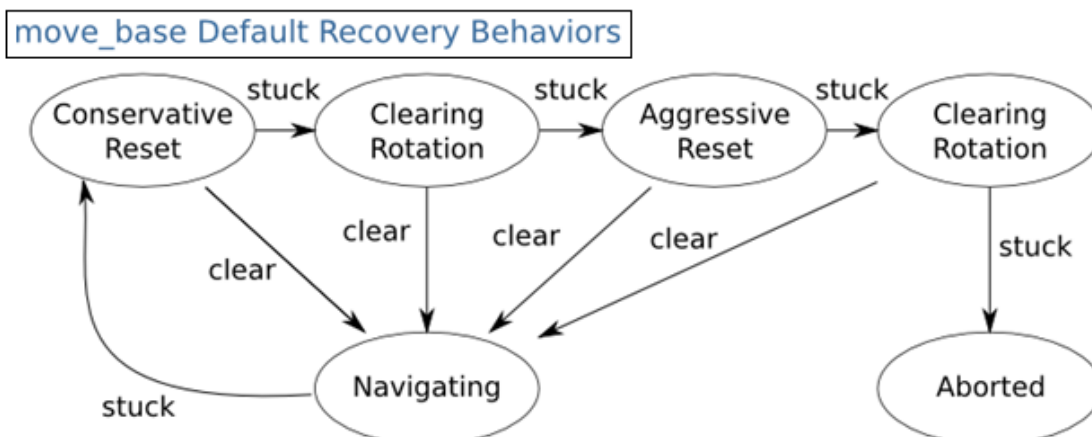 move_base Default Recovery Behaviors
stuck
stuck
stuck
Conservative
Reset
Clearing
Rotation
Aggressive
Reset
Clearing
Rotation
clear
clear
clear
clear
stuck
Navigating
Aborted
stuck